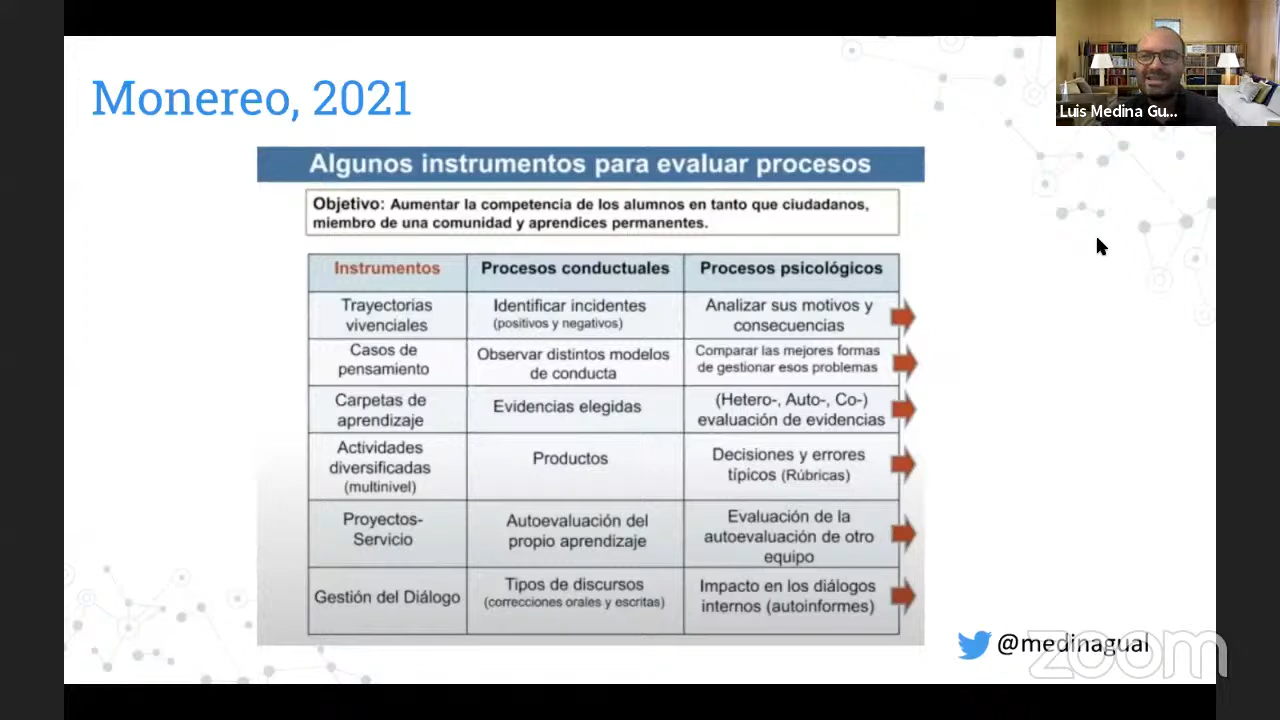 Monereo, 2021
Luis Medina Gu...
Algunos instrumentos para evaluar procesos
Objetivo: Aumentar la competencia de los alumnos en tanto que ciudadanos,
miembro de una comunidad y aprendices permanentes.
Instrumentos Procesos conductuales Procesos psicológicos
Trayectorias
vivenciales
Identificar incidentes
(positivos y negativos)
Analizar sus motivos y
consecuencias
Casos de
pensamiento
Observar distintos modelos
de conducta
Comparar las mejores formas
de gestionar esos problemas
Carpetas de
aprendizaje
Evidencias elegidas
(Hetero-, Auto-, Co-)
evaluación de evidencias
Actividades
diversificadas
(multinivel)
Productos
Decisiones y errores
típicos (Rúbricas)
Proyectos-
Servicio
Autoevaluación del
propio aprendizaje
Evaluación de la
autoevaluación de otro
equipo
Gestión del Diálogo
Tipos de discursos
(correcciones orales y escritas)
Impacto en los diálogos
internos (autoinformes)
@medinagual
zoom